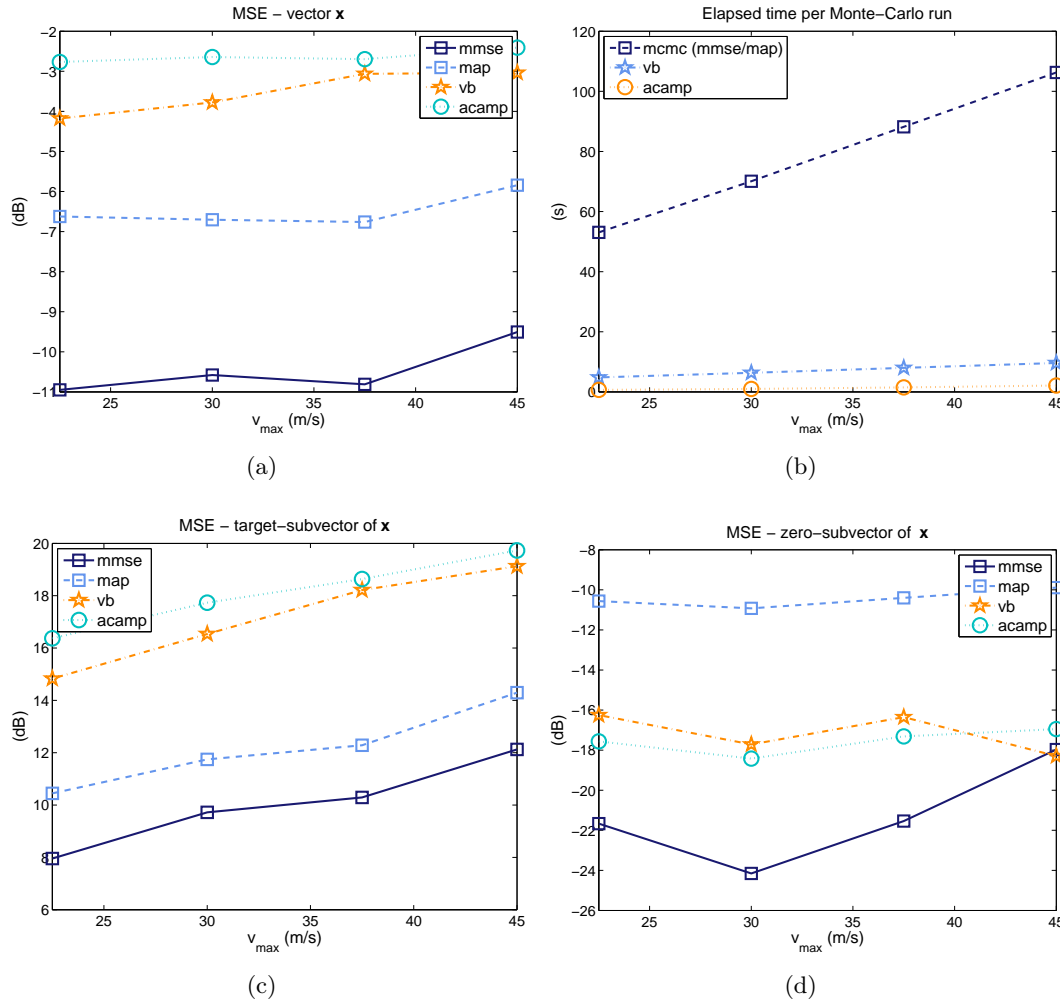 MSE − vector x
−2
−3
−4
−5
−6
−7
−8
−9
−10
−11
(dB)
25
30
35
40
45
v_max (m/s)
mmse
map
vb
acamp
(a)
Elapsed time per Monte−Carlo run
120
100
80
60
40
20
0
(s)
25
30
35
40
45
v_max (m/s)
mcmc (mmse/map)
vb
acamp
(b)
MSE − target−subvector of x
20
18
16
14
12
10
8
6
(dB)
25
30
35
40
45
v_max (m/s)
mmse
map
vb
acamp
(c)
MSE − zero−subvector of x
−8
−10
−12
−14
−16
−18
−20
−22
−24
−26
(dB)
25
30
35
40
45
v_max (m/s)
mmse
map
vb
acamp
(d)